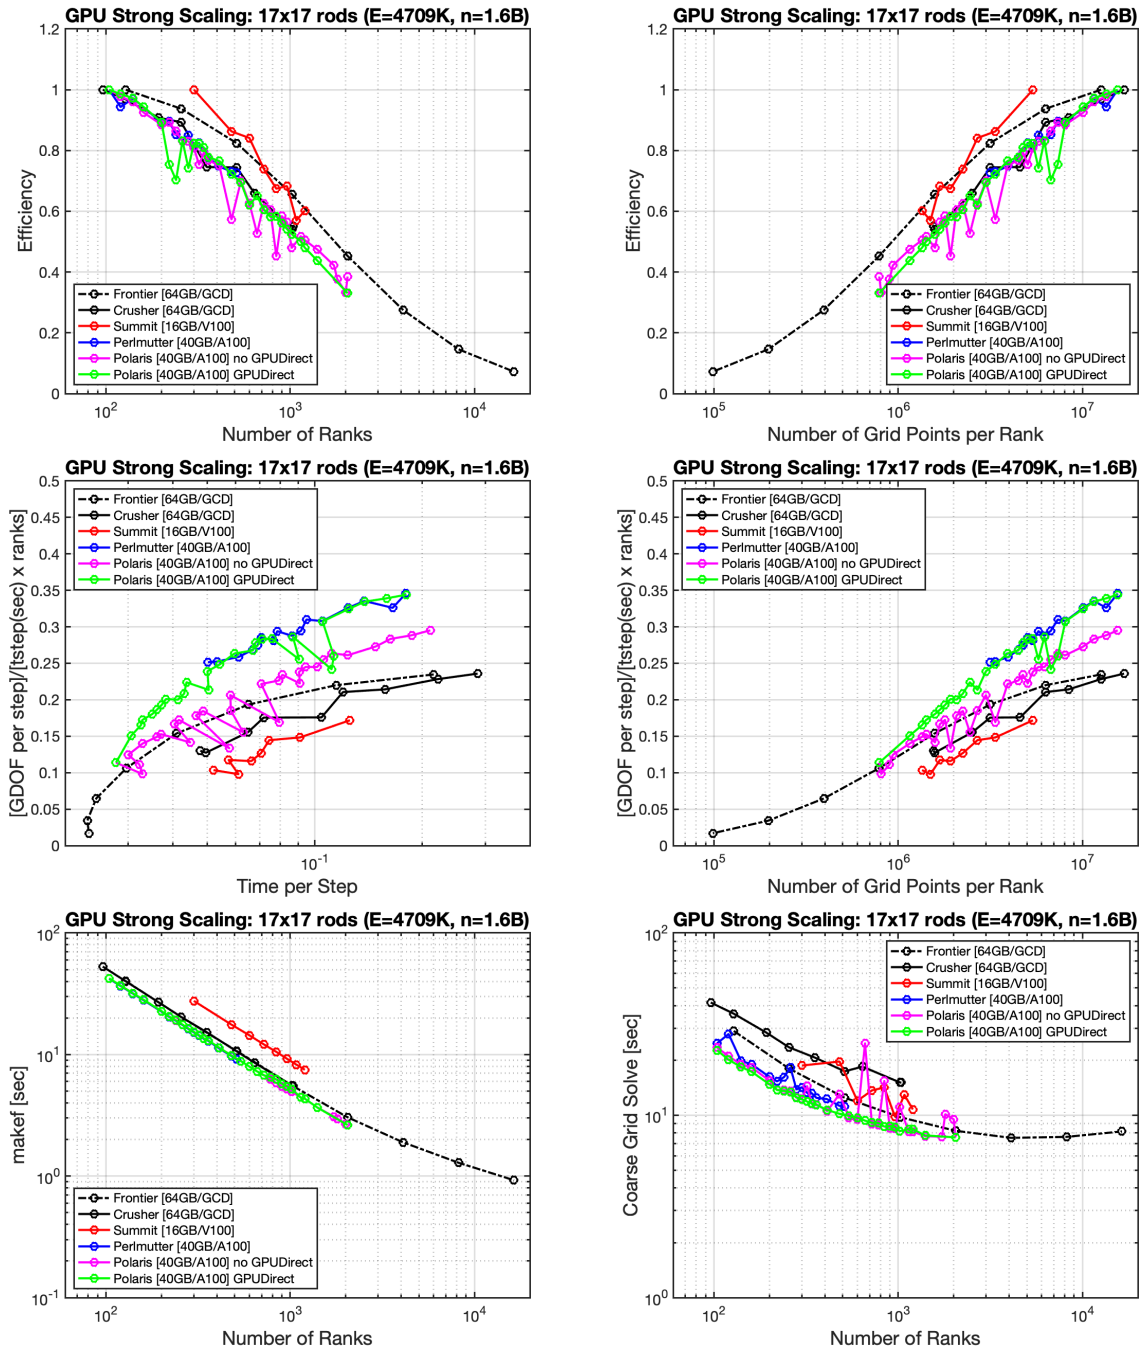 GPU Strong Scaling: 17x17 rods (E=4709K, n=1.6B)
1.2
1
0.8
0.6
0.4
0.2
0
Efficiency
Frontier [64GB/GCD]
Crusher [64GB/GCD]
Summit [16GB/V100]
Perlmutter [40GB/A100]
Polaris [40GB/A100] no GPUDirect
Polaris [40GB/A100] GPUDirect
10^2
10^3
10^4
Number of Ranks
GPU Strong Scaling: 17x17 rods (E=4709K, n=1.6B)
1.2
1
0.8
0.6
0.4
0.2
0
Efficiency
Frontier [64GB/GCD]
Crusher [64GB/GCD]
Summit [16GB/V100]
Perlmutter [40GB/A100]
Polaris [40GB/A100] no GPUDirect
Polaris [40GB/A100] GPUDirect
10^5
10^6
10^7
Number of Grid Points per Rank
GPU Strong Scaling: 17x17 rods (E=4709K, n=1.6B)
0.5
0.45
0.4
0.35
0.3
0.25
0.2
0.15
0.1
0.05
0
[GDOF per step]/[tstep(sec) x ranks]
Frontier [64GB/GCD]
Crusher [64GB/GCD]
Summit [16GB/V100]
Perlmutter [40GB/A100]
Polaris [40GB/A100] no GPUDirect
Polaris [40GB/A100] GPUDirect
10^-1
Time per Step
GPU Strong Scaling: 17x17 rods (E=4709K, n=1.6B)
0.5
0.45
0.4
0.35
0.3
0.25
0.2
0.15
0.1
0.05
0
[GDOF per step]/[tstep(sec) x ranks]
Frontier [64GB/GCD]
Crusher [64GB/GCD]
Summit [16GB/V100]
Perlmutter [40GB/A100]
Polaris [40GB/A100] no GPUDirect
Polaris [40GB/A100] GPUDirect
10^5
10^6
10^7
Number of Grid Points per Rank
GPU Strong Scaling: 17x17 rods (E=4709K, n=1.6B)
10^2
10^1
10^0
10^-1
makef [sec]
Frontier [64GB/GCD]
Crusher [64GB/GCD]
Summit [16GB/V100]
Perlmutter [40GB/A100]
Polaris [40GB/A100] no GPUDirect
Polaris [40GB/A100] GPUDirect
10^2
10^3
10^4
Number of Ranks
GPU Strong Scaling: 17x17 rods (E=4709K, n=1.6B)
10^2
10^1
10^0
Coarse Grid Solve [sec]
Frontier [64GB/GCD]
Crusher [64GB/GCD]
Summit [16GB/V100]
Perlmutter [40GB/A100]
Polaris [40GB/A100] no GPUDirect
Polaris [40GB/A100] GPUDirect
10^2
10^3
10^4
Number of Ranks